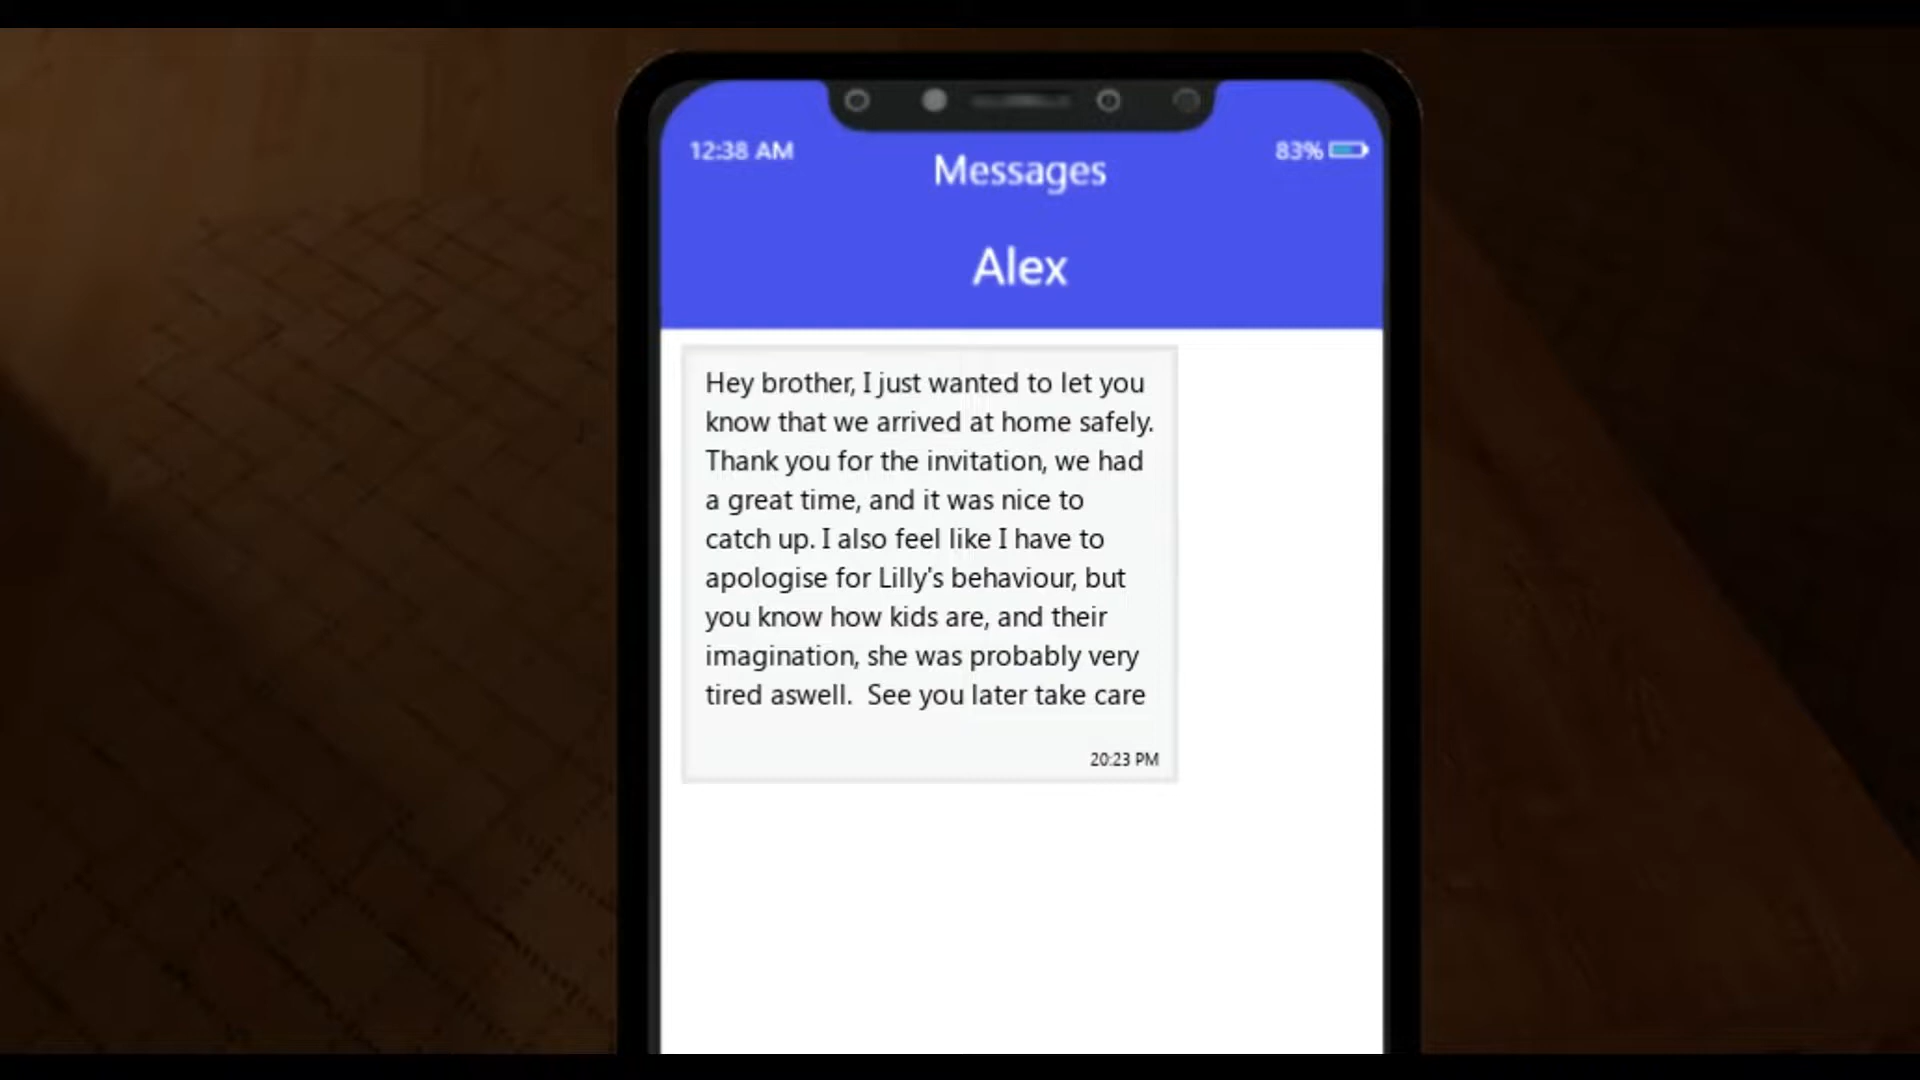 12:38 AM
83%
Messages
Alex
Hey brother, I just wanted to let you
know that we arrived at home safely.
Thank you for the invitation, we had
a great time, and it was nice to
catch up. I also feel like I have to
apologise for Lilly's behaviour, but
you know how kids are, and their
imagination, she was probably very
tired aswell.  See you later take care
20:23 PM